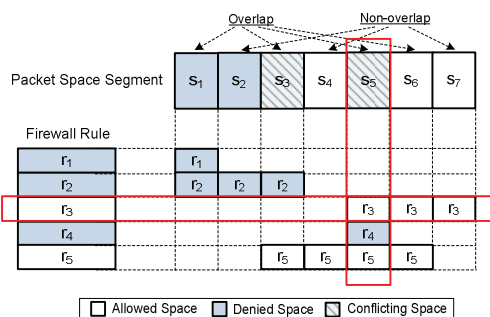 Overlap Non-overlap
Packet Space Segment s1 s2 s3 s4 s5 s6 s7
Firewall Rule
r1 r1
r2 r2 r2 r2
r3 r3 r3 r3
r4 r4
r5 r5 r5 r5 r5
Allowed Space Denied Space Conflicting Space